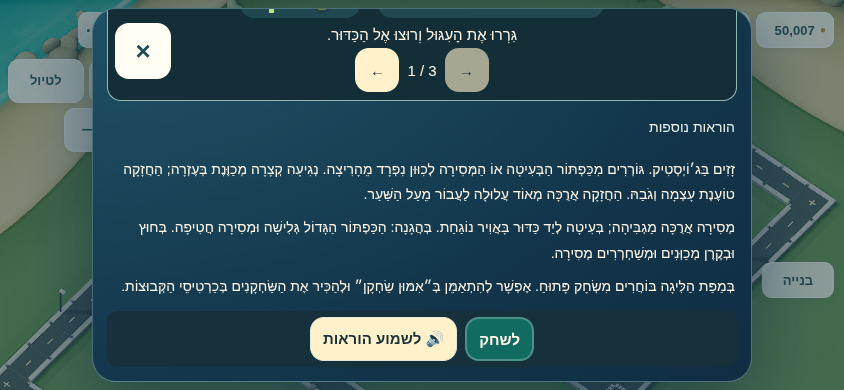 50,007
לטיול
גִּרְרוּ אֶת הָעִגּוּל וְרוּצוּ אֶל הַכַּדּוּר.
×
← 1 / 3 →
הוראות נוספות
זָזִים בַּג׳וֹיְסְטִיק. גּוֹרְרִים מִכַּפְתּוֹר הַבְּעִיטָה אוֹ הַמְּסִירָה לְכִוּוּן נִפְרָד מֵהָרִיצָה. נְגִיעָה קְצָרָה מְכֻוֶּנֶת בְּעֶזְרָה; הַחֲזָקָה
טוֹעֶנֶת עָצְמָה וְגֹבַהּ. הַחֲזָקָה אֲרֻכָּה מְאוֹד עֲלוּלָה לַעֲבוֹר מֵעַל הַשַּׁעַר.
מְסִירָה אֲרֻכָּה מַגְבִּיהָה; בְּעִיטָה לְיַד כַּדּוּר בָּאֲוִיר נוֹגַחַת. בַּהֲגָנָה: הַכַּפְתּוֹר הַגָּדוֹל גְּלִישָׁה וּמְסִירָה חֲטִיפָה. בְּחוּץ
וּבְקֶרֶן מְכַוְּנִים וּמְשַׁחְרְרִים מְסִירָה.
בְּמַפַּת הַלִּיגָה בּוֹחֲרִים מִשְׂחָק פָּתוּחַ. אֶפְשָׁר לְהִתְאַמֵּן בְּ״אִמּוּן שַׂחְקָן״ וּלְהַכִּיר אֶת הַשַּׂחְקָנִים בְּכַרְטִיסֵי הַקְּבוּצוֹת.
בנייה
לשחק
🔊 לשמוע הוראות